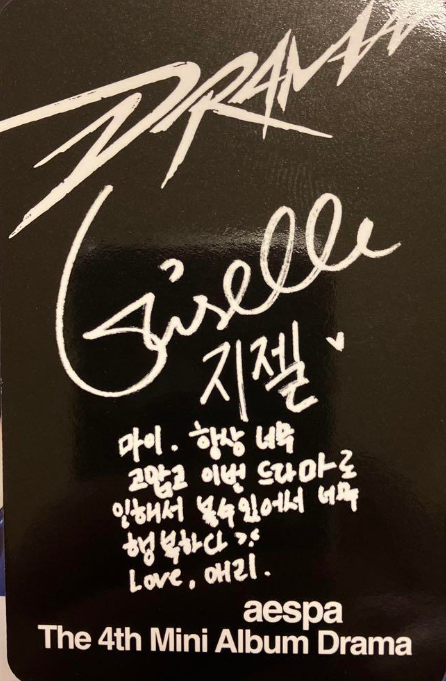 DRAMA
Giselle
지젤 ♥
마이. 항상 너무
고맙고 이번 드라마로
인해서 볼 수 있어서 너무
행복하다 >:
Love, 애리.
aespa
The 4th Mini Album Drama